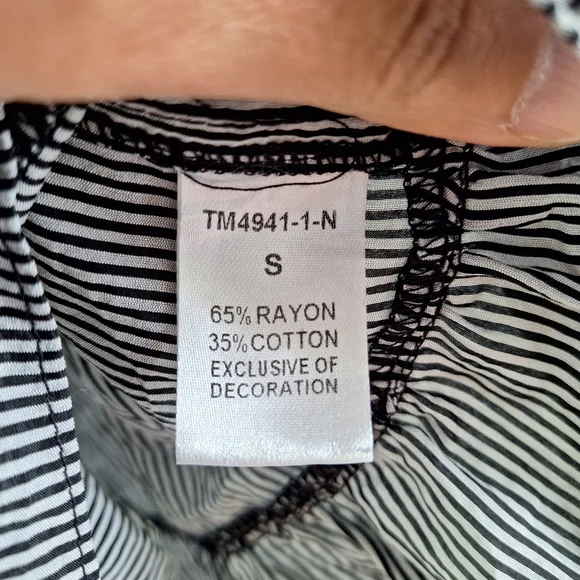 TM4941-1-N
S
65% RAYON
35% COTTON
EXCLUSIVE OF
DECORATION